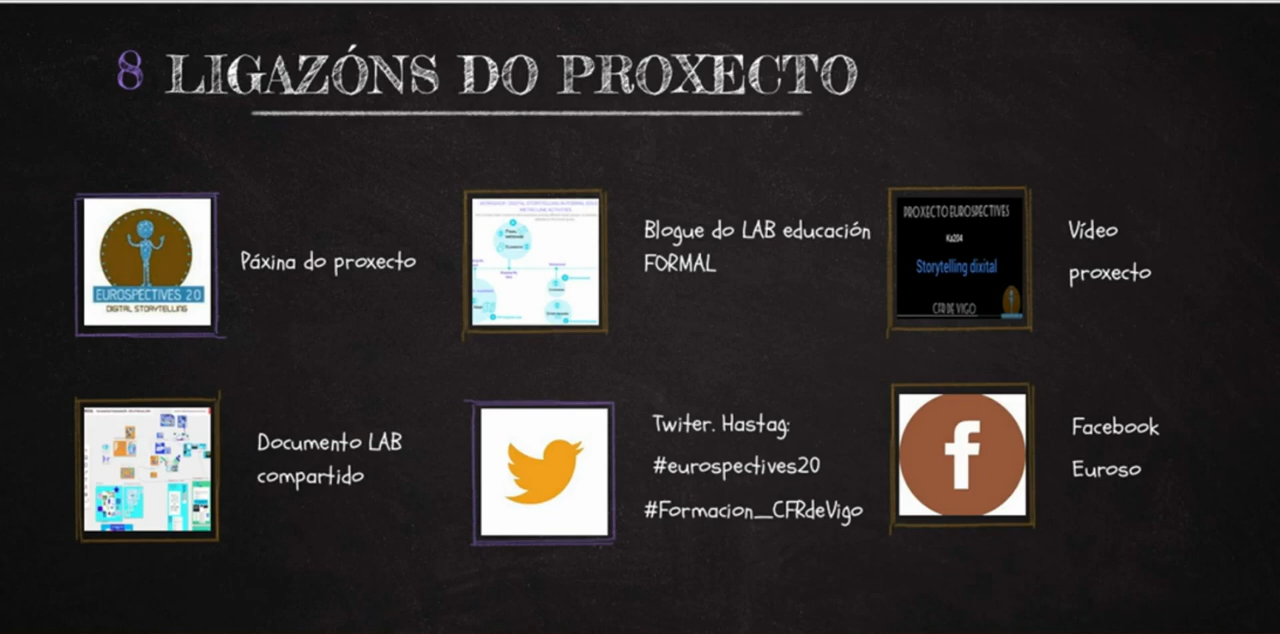 8 LIGAZÓNS DO PROXECTO
EUROSPECTIVES 2.0
DIGITAL STORYTELLING
Páxina do proxecto
Blogue do LAB educación
FORMAL
PROXECTO EUROSPECTIVES
Ka204
Storytelling dixital
CFR DE VIGO
Vídeo
proxecto
Documento LAB
compartido
Twiter. Hastag:
#eurospectives20
#Formacion_CFRdeVigo
f
Facebook
Euroso